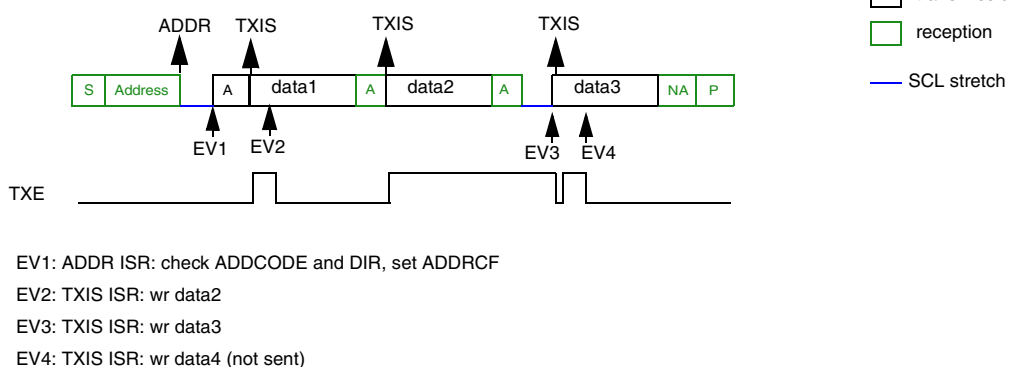 ADDR TXIS TXIS TXIS
reception
S Address A data1 A data2 A data3 NA P
SCL stretch
EV1 EV2 EV3 EV4
TXE
EV1: ADDR ISR: check ADDCODE and DIR, set ADDRCF
EV2: TXIS ISR: wr data2
EV3: TXIS ISR: wr data3
EV4: TXIS ISR: wr data4 (not sent)